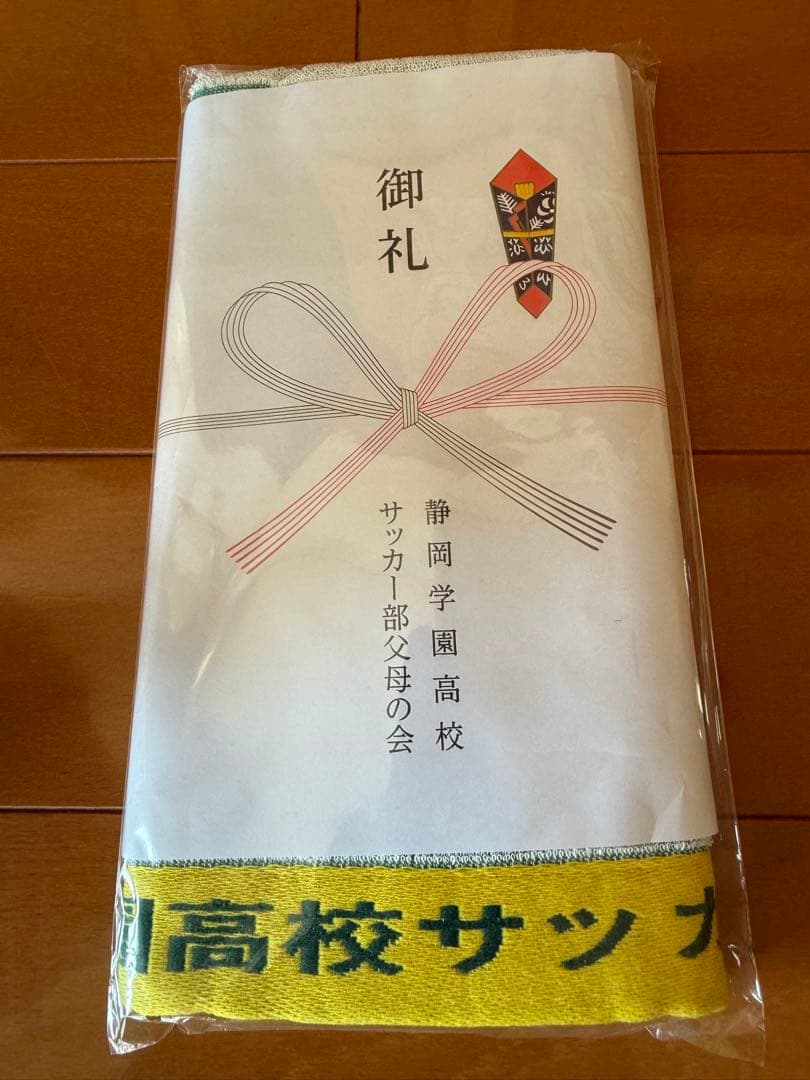 御礼
静岡学園高校
サッカー部父母の会
高校サッカ